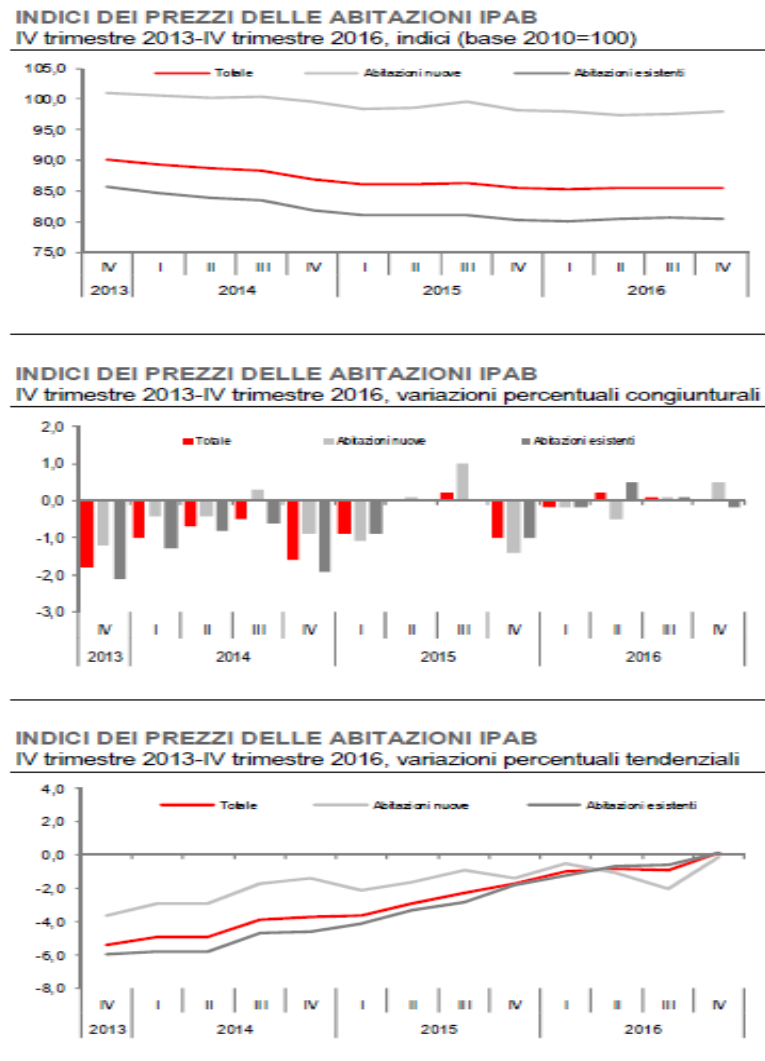 INDICI DEI PREZZI DELLE ABITAZIONI IPAB
IV trimestre 2013-IV trimestre 2016, indici (base 2010=100)
105,0
Totale Abitazioni nuove Abitazioni esistenti
100,0
95,0
90,0
85,0
80,0
75,0
IV I II III IV I II III IV I II III IV
2013 2014 2015 2016
INDICI DEI PREZZI DELLE ABITAZIONI IPAB
IV trimestre 2013-IV trimestre 2016, variazioni percentuali congiunturali
2,0
Totale Abitazioni nuove Abitazioni esistenti
1,0
0,0
-1,0
-2,0
-3,0
IV I II III IV I II III IV I II III IV
2013 2014 2015 2016
INDICI DEI PREZZI DELLE ABITAZIONI IPAB
IV trimestre 2013-IV trimestre 2016, variazioni percentuali tendenziali
4,0
Totale Abitazioni nuove Abitazioni esistenti
2,0
0,0
-2,0
-4,0
-6,0
-8,0
IV I II III IV I II III IV I II III IV
2013 2014 2015 2016